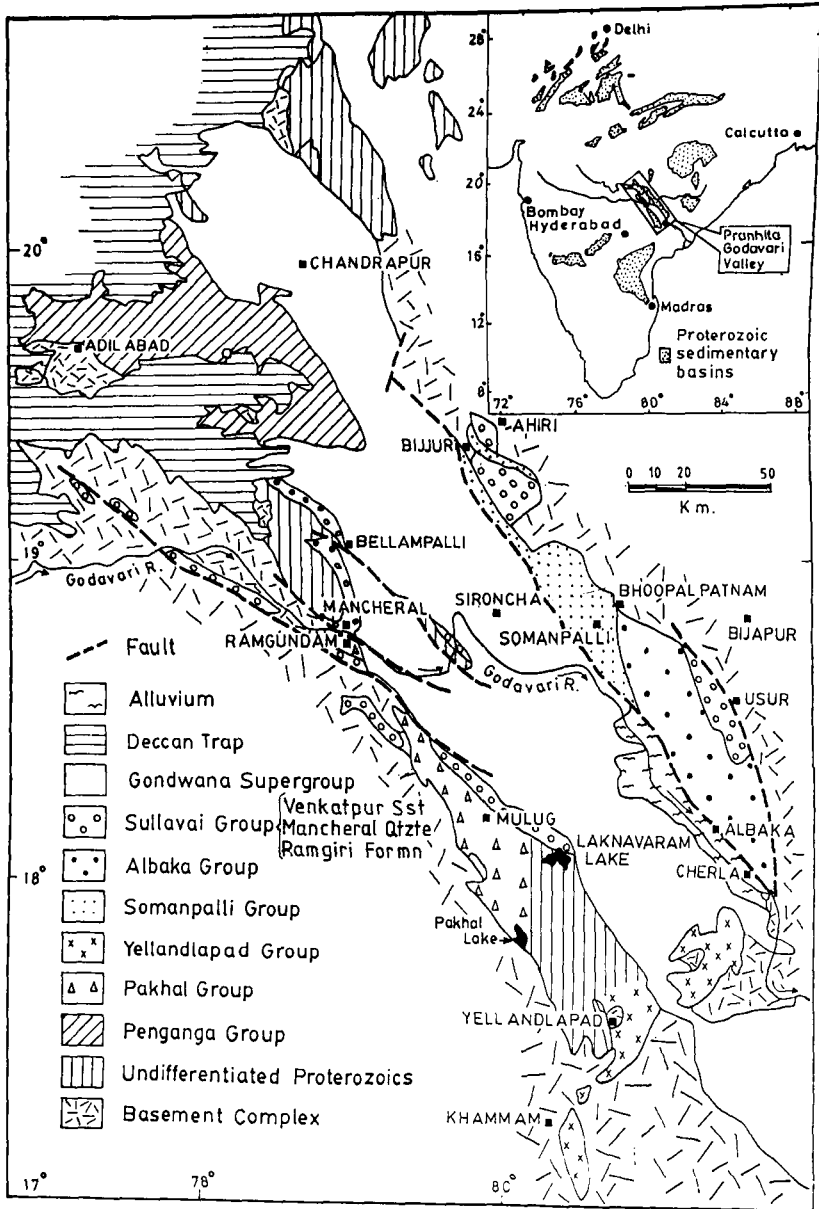 28°
Delhi
24°
Calcutta
20°
Bombay
Hyderabad
Pranhita
Godavari
Valley
16°
Madras
12°
Proterozoic
sedimentary
basins
8°
72°
76°
80°
84°
88°
20°
CHANDRAPUR
ADILABAD
AHIRI
BIJJUR
0 10 20 50
Km.
19°
BELLAMPALLI
Godavari R.
MANCHERAL
RAMGUNDAM
SIRONCHA
BHOOPALPATNAM
SOMANPALLI
BIJAPUR
Godavari R.
USUR
MULUG
ALBAKA
LAKNAVARAM
LAKE
CHERLA
18°
Pakhal
Lake
YELLANDLAPAD
KHAMMAM
17°
78°
80°
Fault
Alluvium
Deccan Trap
Gondwana Supergroup
Sullavai Group { Venkatpur Sst
Mancheral Qtzte
Ramgiri Formn
Albaka Group
Somanpalli Group
Yellandlapad Group
Pakhal Group
Penganga Group
Undifferentiated Proterozoics
Basement Complex